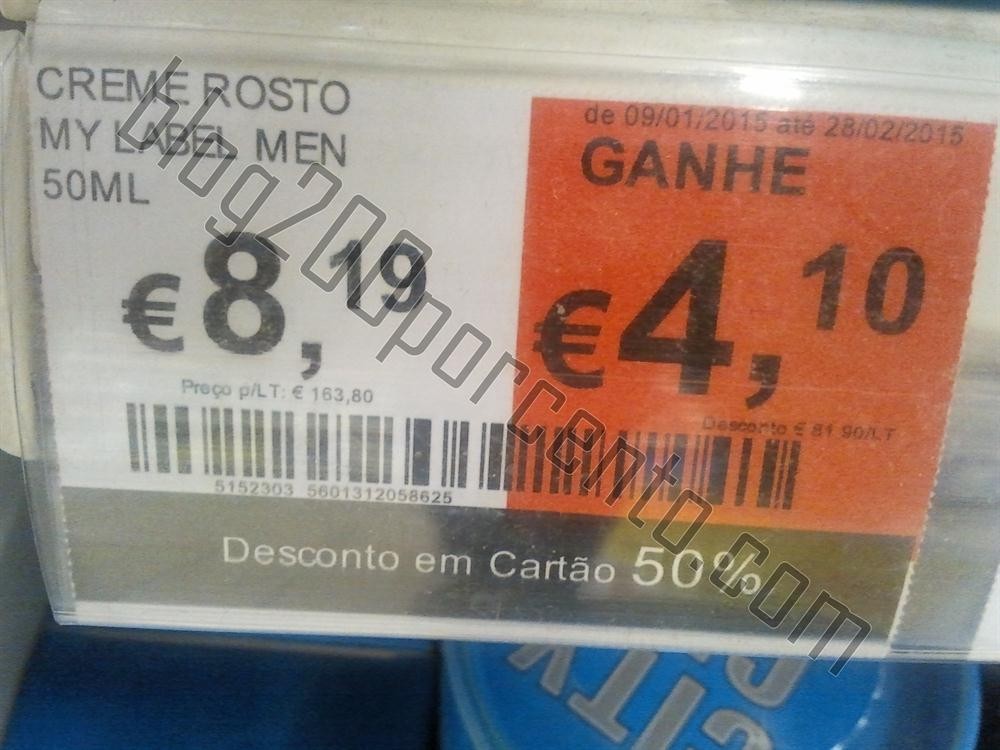 CREME ROSTO
MY LABEL MEN
50ML
€8,19
Preço p/LT: € 163,80
5152303 5601312058625
de 09/01/2015 até 28/02/2015
GANHE
€4,10
Desconto € 81.90/LT
Desconto em Cartão 50%
blog200porcento.com